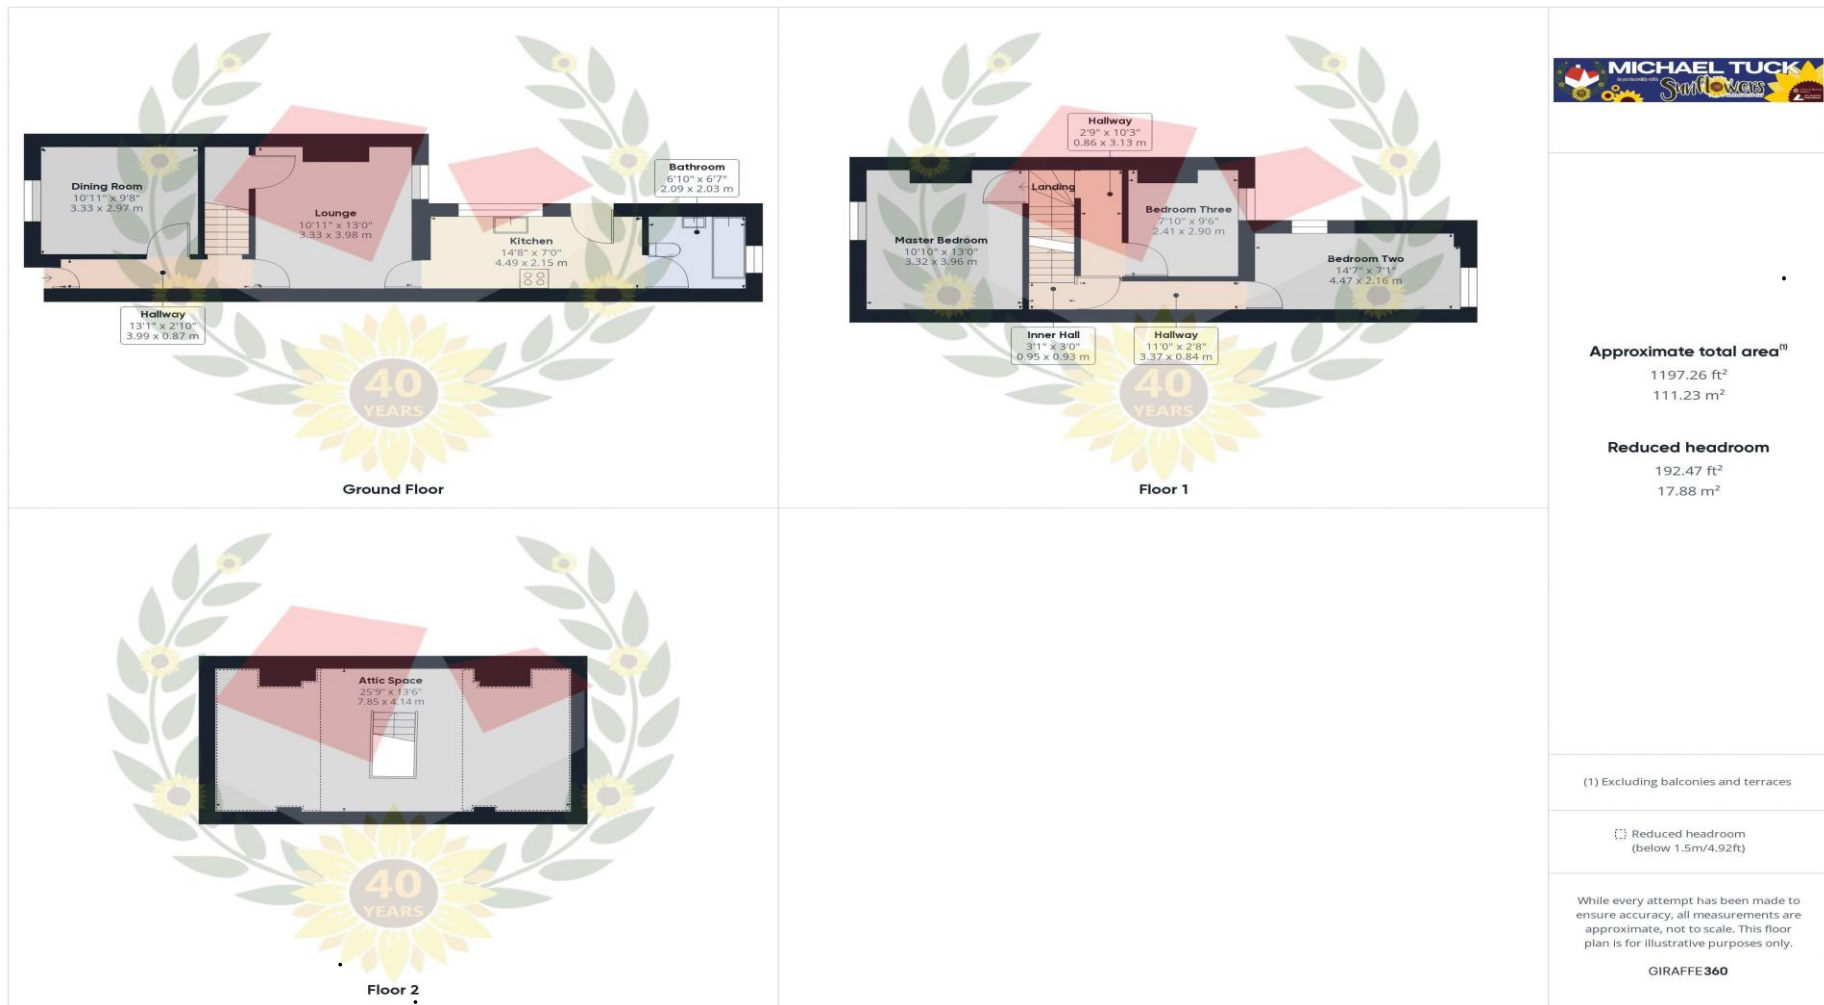 Dining Room
10'11" x 9'8"
3.33 x 2.97 m
Lounge
10'11" x 13'0"
3.33 x 3.98 m
Kitchen
14'8" x 7'0"
4.49 x 2.15 m
Bathroom
6'10" x 6'7"
2.09 x 2.03 m
Hallway
13'1" x 2'10"
3.99 x 0.87 m
40
YEARS
Ground Floor
Hallway
2'9" x 10'3"
0.86 x 3.13 m
Landing
Master Bedroom
10'10" x 13'0"
3.32 x 3.96 m
Bedroom Three
7'10" x 9'6"
2.41 x 2.90 m
Bedroom Two
14'7" x 7'1"
4.47 x 2.16 m
Inner Hall
3'1" x 3'0"
0.95 x 0.93 m
Hallway
11'0" x 2'8"
3.37 x 0.84 m
40
YEARS
Floor 1
Attic Space
25'9" x 13'6"
7.85 x 4.14 m
40
YEARS
Floor 2
MICHAEL TUCK
Sunflowers
Approximate total area(1)
1197.26 ft²
111.23 m²
Reduced headroom
192.47 ft²
17.88 m²
(1) Excluding balconies and terraces
Reduced headroom
(below 1.5m/4.92ft)
While every attempt has been made to
ensure accuracy, all measurements are
approximate, not to scale. This floor
plan is for illustrative purposes only.
GIRAFFE360